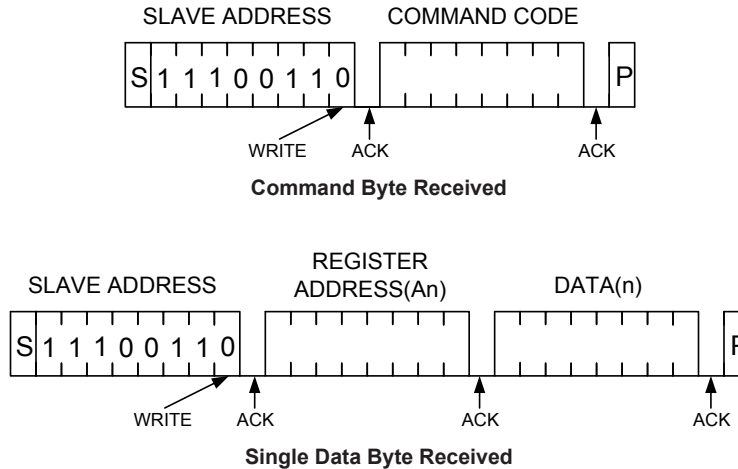 SLAVE ADDRESS COMMAND CODE
S 1 1 1 0 0 1 1 0 P
WRITE ACK ACK
Command Byte Received
SLAVE ADDRESS REGISTER ADDRESS(An) DATA(n)
S 1 1 1 0 0 1 1 0 P
WRITE ACK ACK ACK
Single Data Byte Received